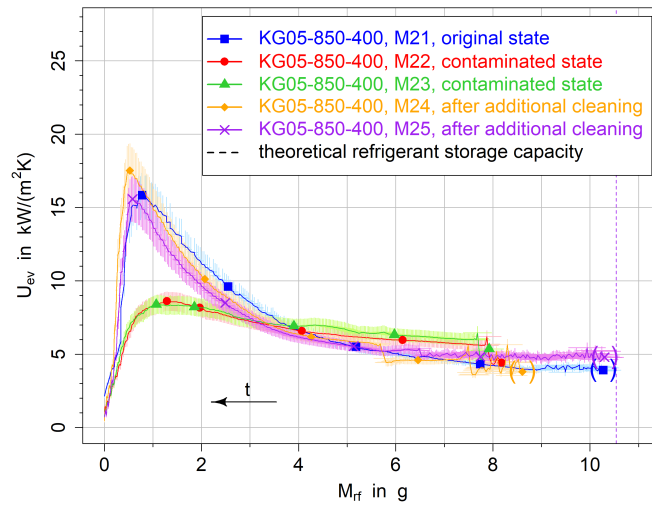 KG05-850-400, M21, original state
KG05-850-400, M22, contaminated state
KG05-850-400, M23, contaminated state
KG05-850-400, M24, after additional cleaning
KG05-850-400, M25, after additional cleaning
theoretical refrigerant storage capacity
U_ev in kW/(m²K)
25
20
15
10
5
0
t
0 2 4 6 8 10
M_rf in g